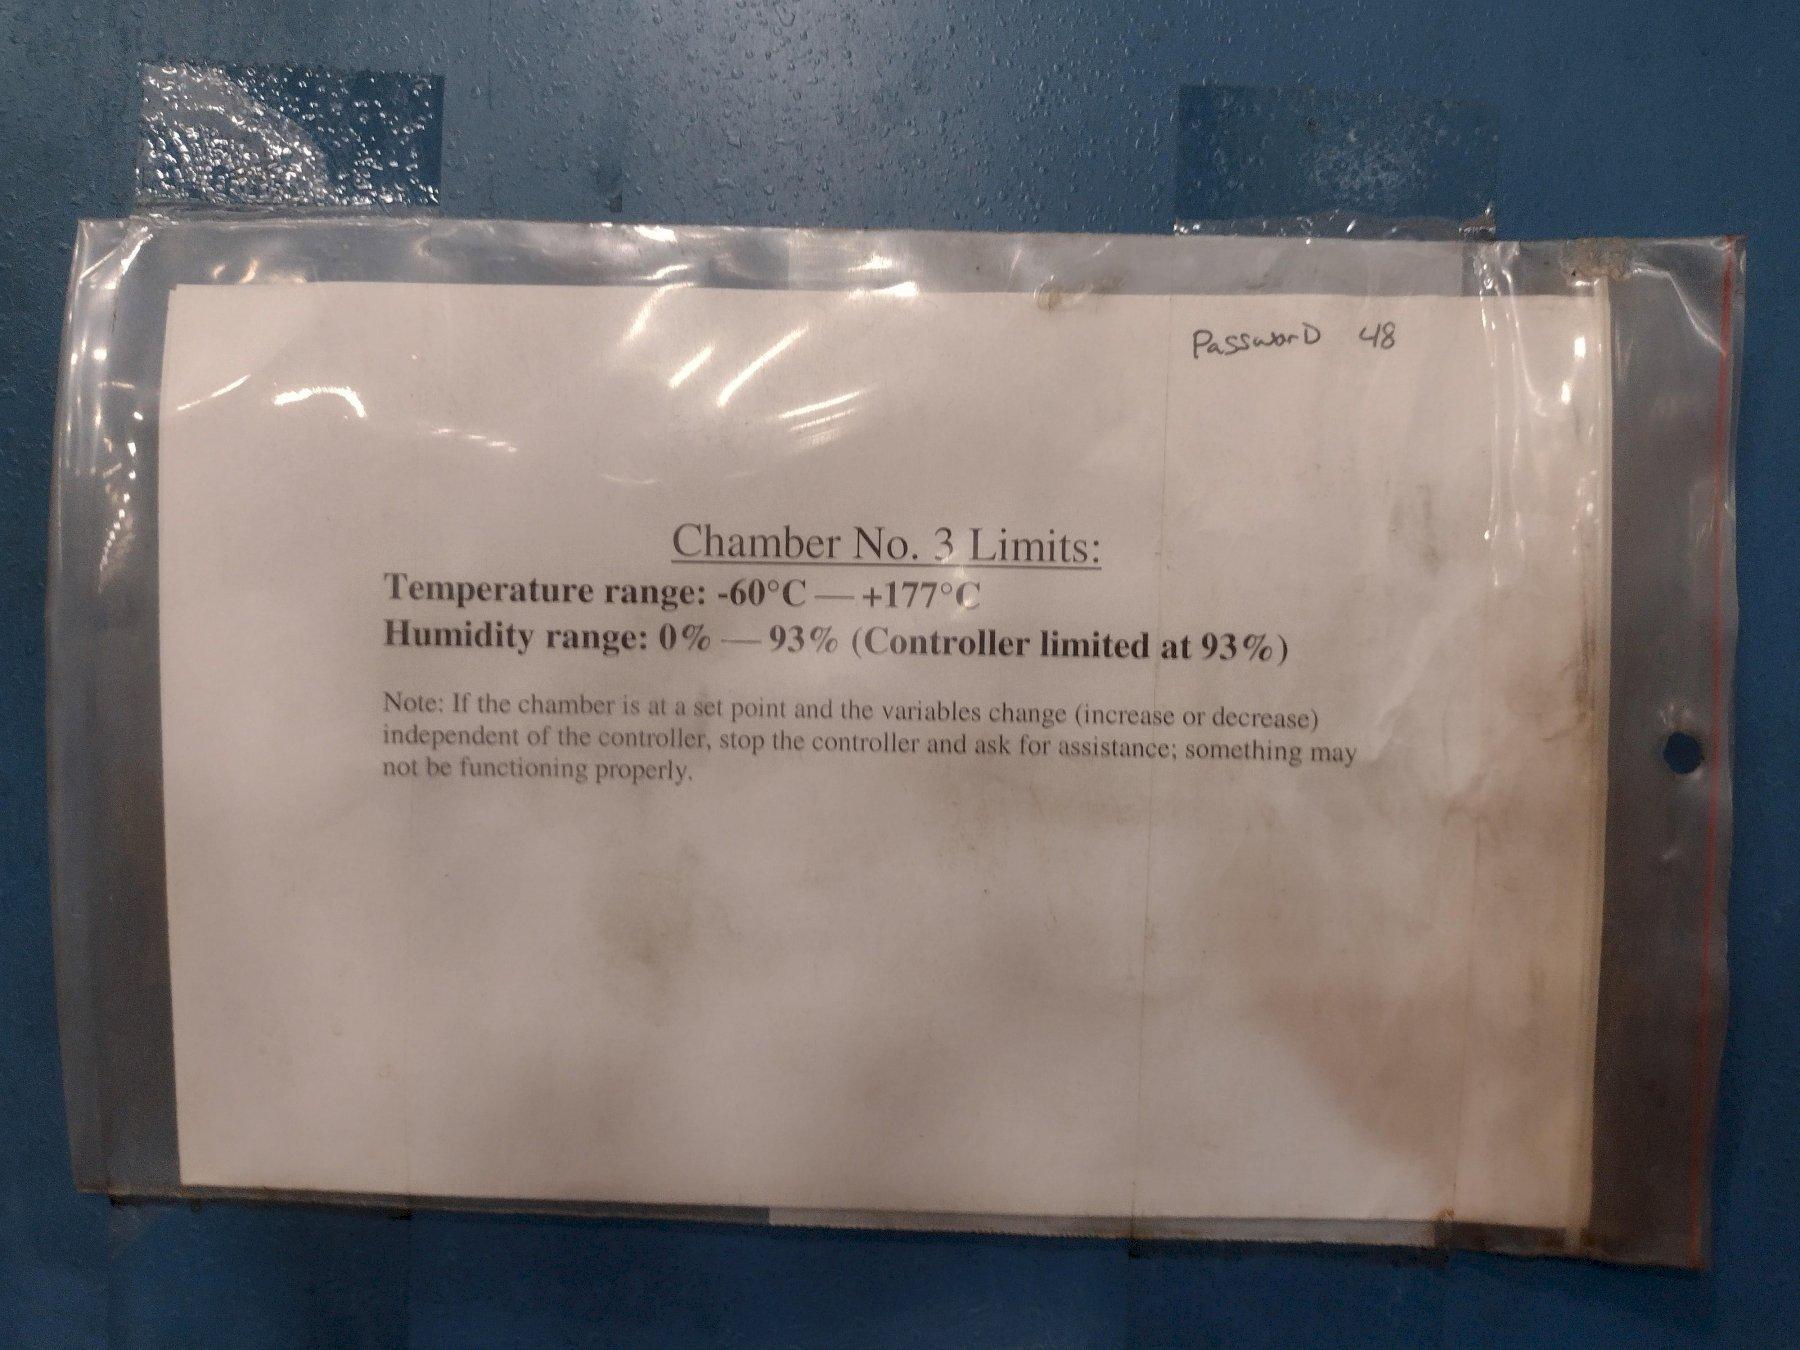 PassworD 48
Chamber No. 3 Limits:
Temperature range: -60°C — +177°C
Humidity range: 0% — 93% (Controller limited at 93%)
Note: If the chamber is at a set point and the variables change (increase or decrease)
independent of the controller, stop the controller and ask for assistance; something may
not be functioning properly.